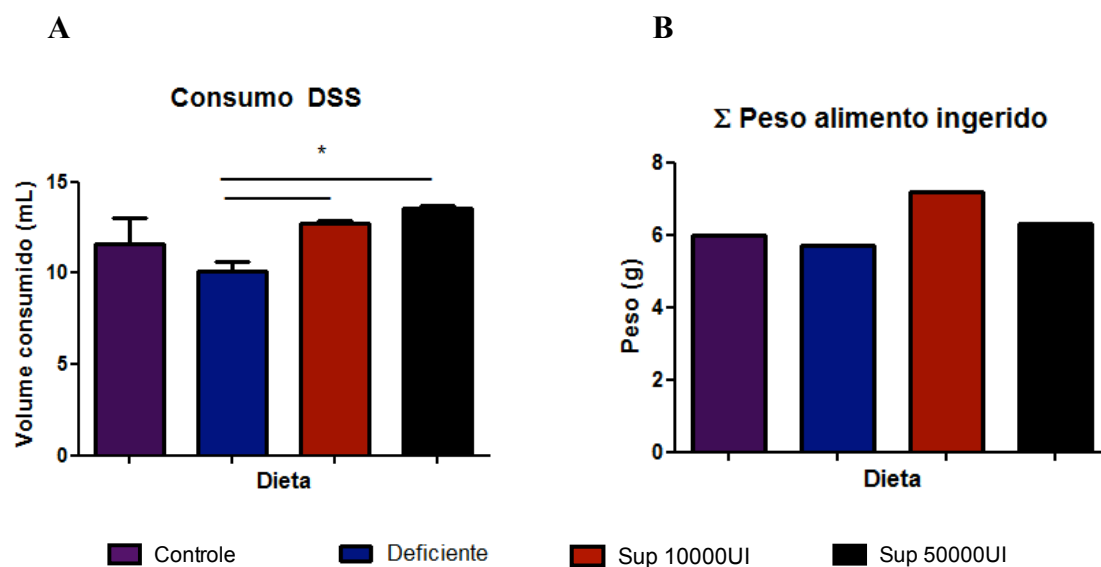 A
B
Consumo DSS
Σ Peso alimento ingerido
*
Volume consumido (mL)
15
10
5
0
Dieta
Peso (g)
8
6
4
2
0
Dieta
Controle
Deficiente
Sup 10000UI
Sup 50000UI